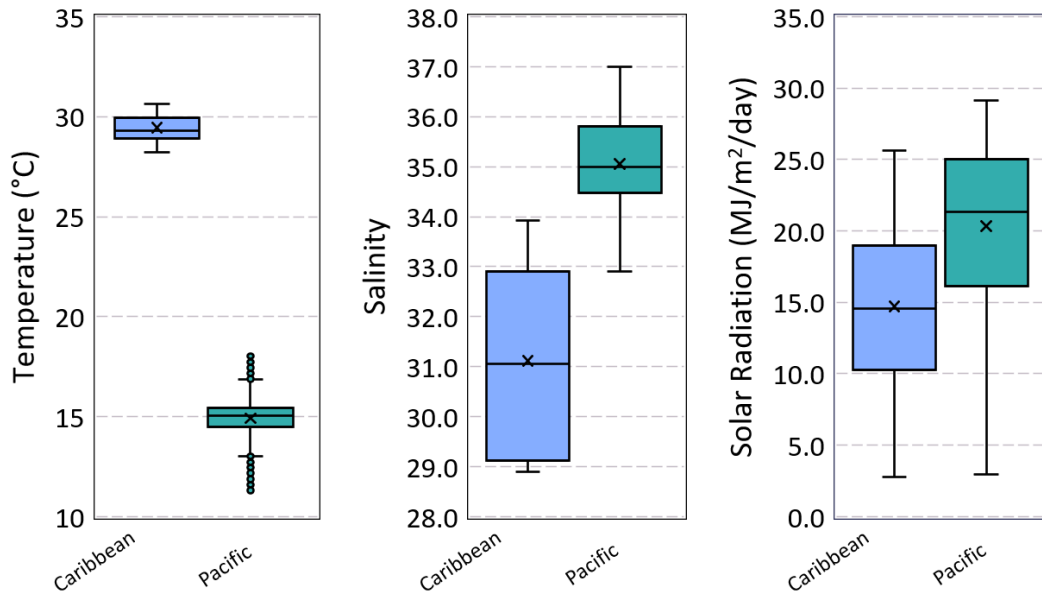 Temperature (°C)
35
30
25
20
15
10
Caribbean
Pacific
Salinity
38.0
37.0
36.0
35.0
34.0
33.0
32.0
31.0
30.0
29.0
28.0
Caribbean
Pacific
Solar Radiation (MJ/m²/day)
35.0
30.0
25.0
20.0
15.0
10.0
5.0
0.0
Caribbean
Pacific